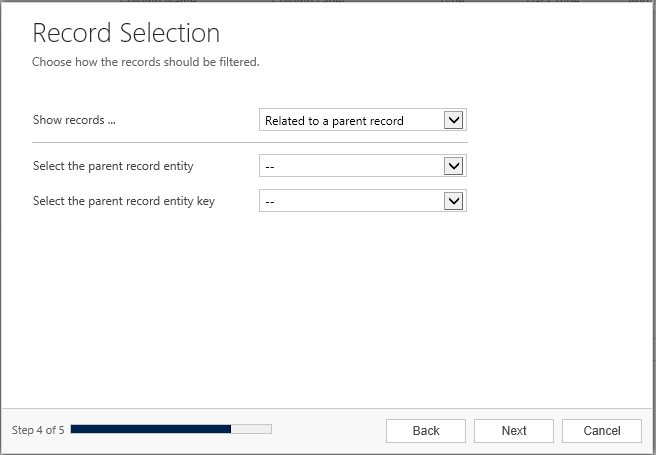 Record Selection
Choose how the records should be filtered.
Show records ... Related to a parent record
Select the parent record entity --
Select the parent record entity key --
Step 4 of 5 Back Next Cancel